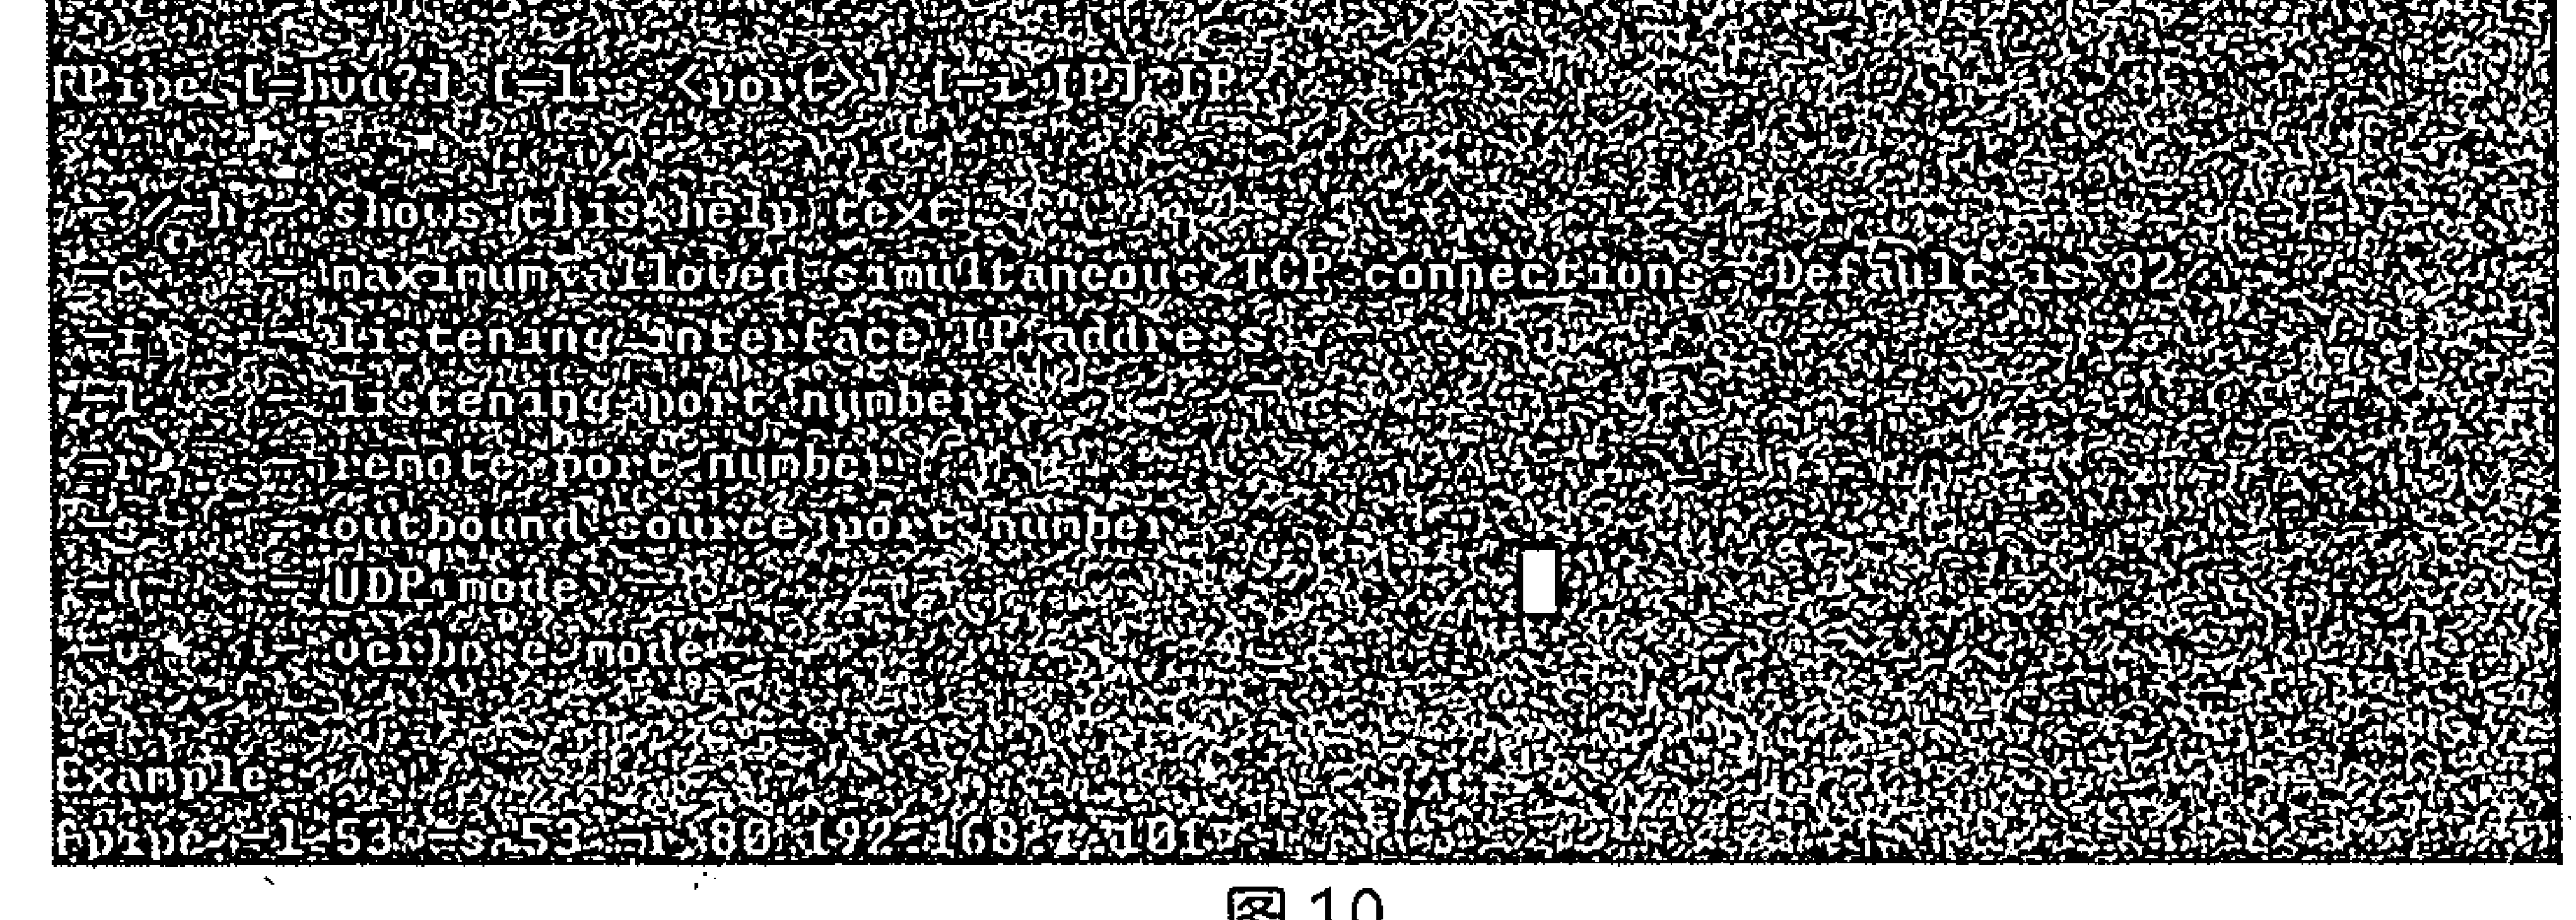 FPipe [-hvu?] [-lrs <port>] [-i IP] IP
-?/-h - shows this help text
-c - maximum allowed simultaneous TCP connections. Default is 32
-i - listening interface IP address
-l - listening port number
-r - remote port number
-s - outbound source port number
-u - UDP mode
-v - verbose mode
Example:
fpipe -l 53 -s 53 -r 80 192.168.1.101
图 10